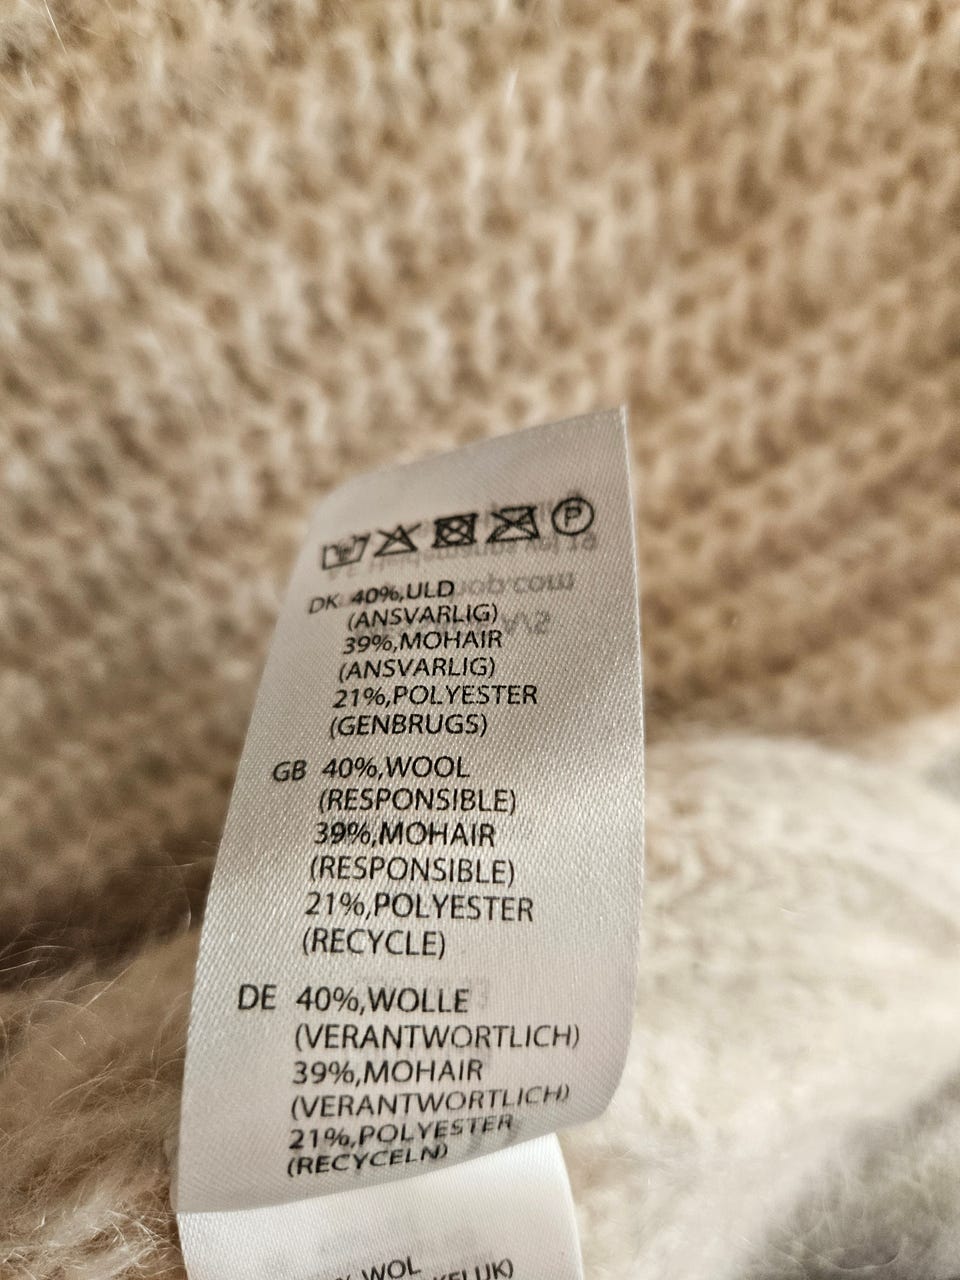 P
DK 40%,ULD
(ANSVARLIG)
39%,MOHAIR
(ANSVARLIG)
21%,POLYESTER
(GENBRUGS)
GB 40%,WOOL
(RESPONSIBLE)
39%,MOHAIR
(RESPONSIBLE)
21%,POLYESTER
(RECYCLE)
DE 40%,WOLLE
(VERANTWORTLICH)
39%,MOHAIR
(VERANTWORTLICH)
21%,POLYESTER
(RECYCELN)
WOL